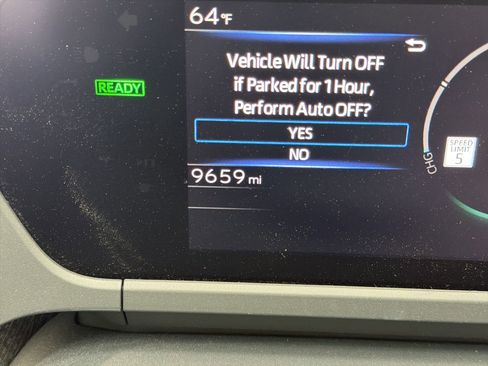 64°F
Vehicle Will Turn OFF
if Parked for 1 Hour,
Perform Auto OFF?
READY
YES
NO
SPEED
LIMIT
5
CHG
9659 mi